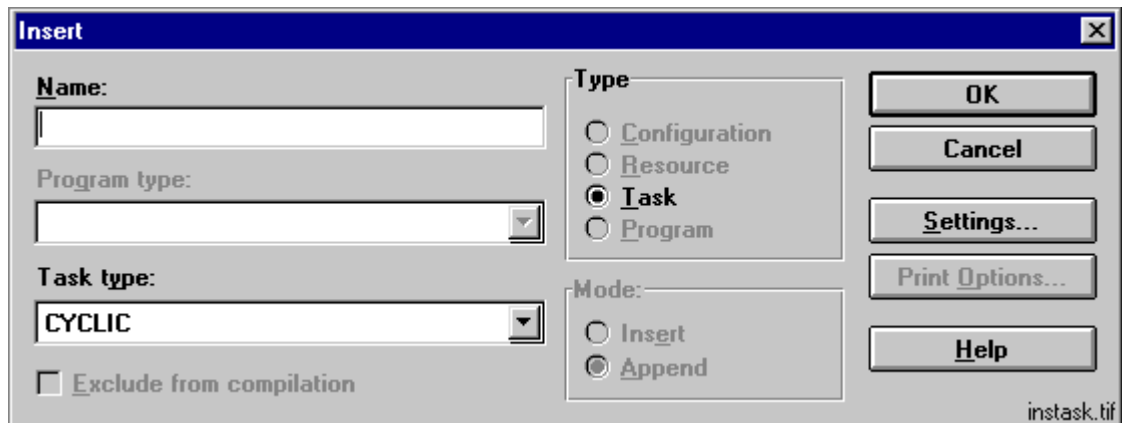 Insert
Name:
Program type:
Task type:
CYCLIC
Exclude from compilation
Type
Configuration
Resource
Task
Program
Mode:
Insert
Append
OK
Cancel
Settings...
Print Options...
Help
instask.tif